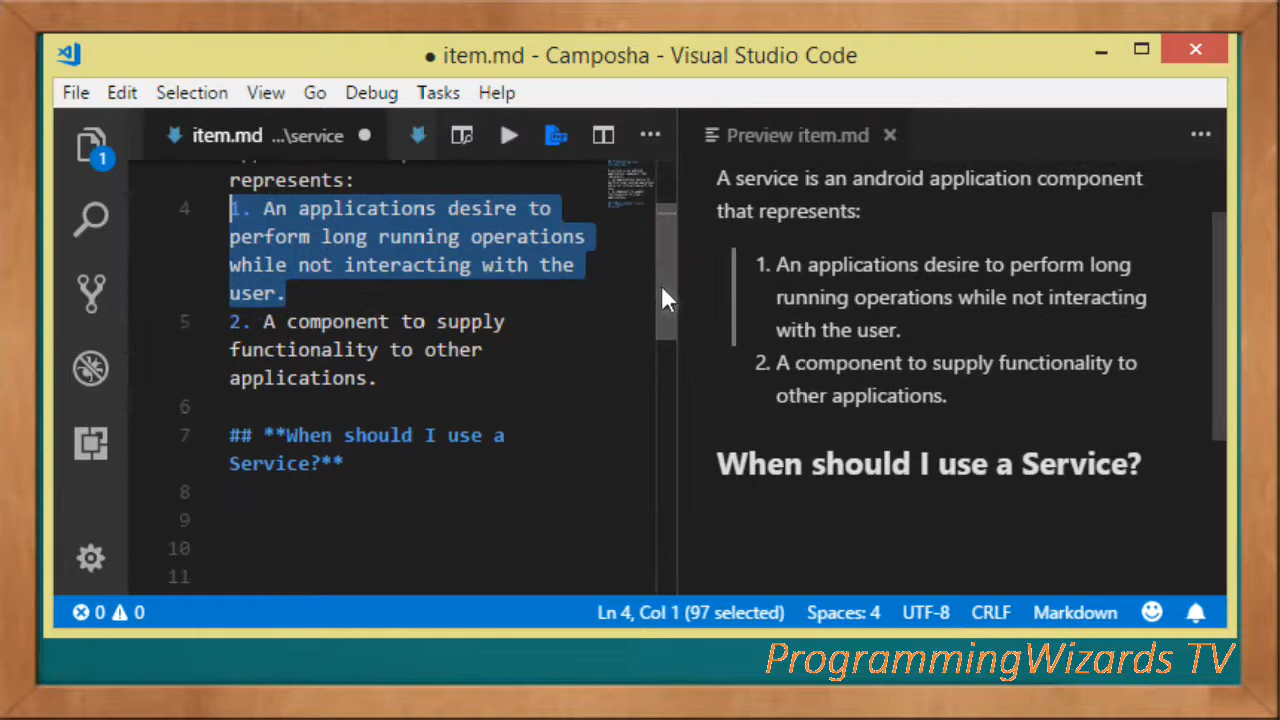 ● item.md - Camposha - Visual Studio Code
File Edit Selection View Go Debug Tasks Help
1
item.md ...\service
represents:
4 1. An applications desire to
perform long running operations
while not interacting with the
user.
5 2. A component to supply
functionality to other
applications.
6
7 ## **When should I use a
Service?**
8
9
10
11
Preview item.md
A service is an android application component
that represents:
1. An applications desire to perform long
running operations while not interacting
with the user.
2. A component to supply functionality to
other applications.
When should I use a Service?
0 0
Ln 4, Col 1 (97 selected) Spaces: 4 UTF-8 CRLF Markdown
ProgrammingWizards TV